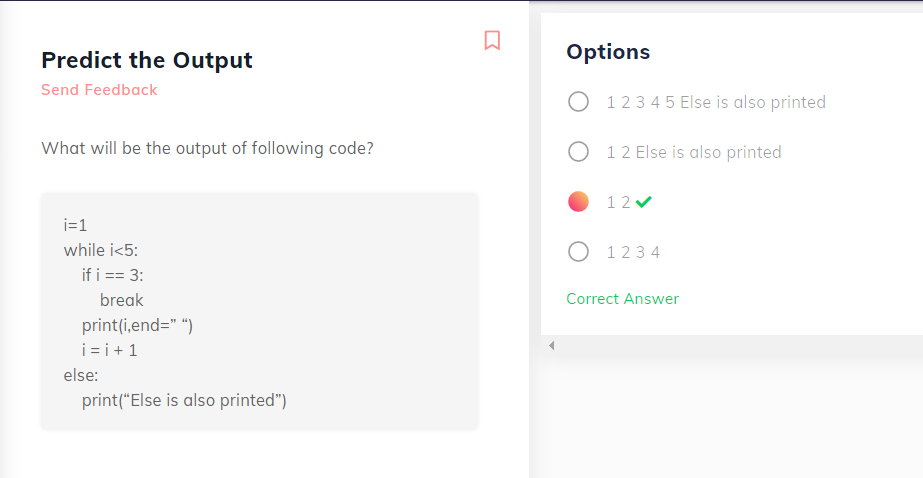 Predict the Output
Send Feedback
What will be the output of following code?
i=1
while i<5:
if i == 3:
break
print(i,end=” “)
i = i + 1
else:
print(“Else is also printed”)
Options
1 2 3 4 5 Else is also printed
1 2 Else is also printed
1 2
1 2 3 4
Correct Answer